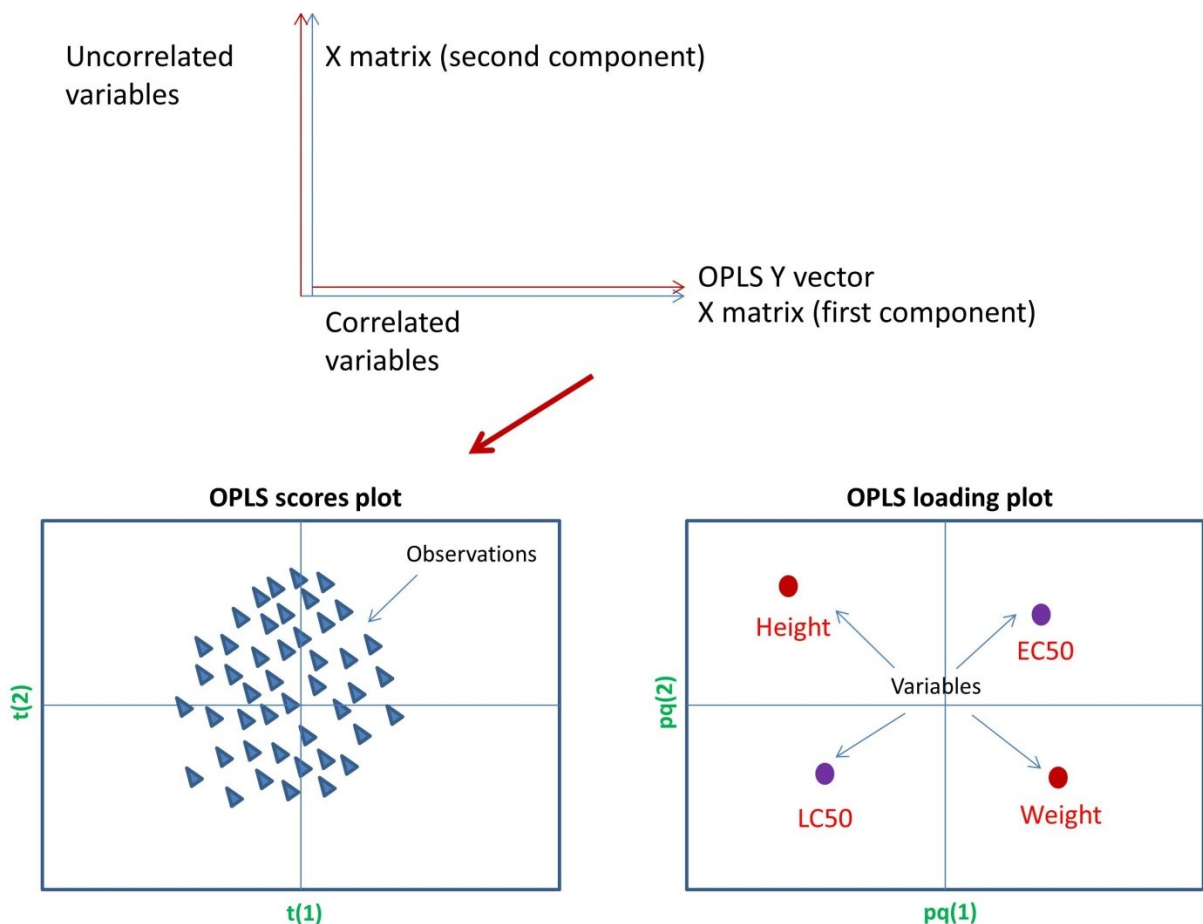 Uncorrelated
variables
X matrix (second component)
OPLS Y vector
X matrix (first component)
Correlated
variables
OPLS scores plot
Observations
t(2)
t(1)
OPLS loading plot
Height
EC50
Variables
LC50
Weight
pq(2)
pq(1)